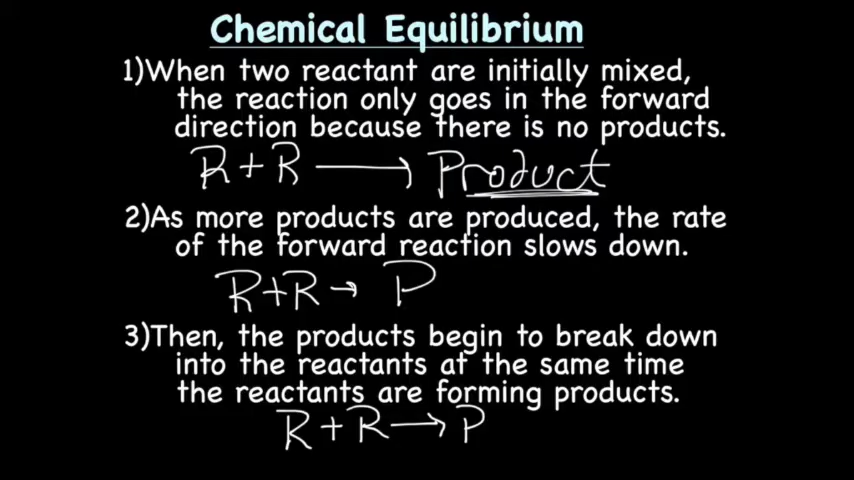 Chemical Equilibrium
1)When two reactant are initially mixed,
the reaction only goes in the forward
direction because there is no products.
R + R → Product
2)As more products are produced, the rate
of the forward reaction slows down.
R+R → P
3)Then, the products begin to break down
into the reactants at the same time
the reactants are forming products.
R + R → P